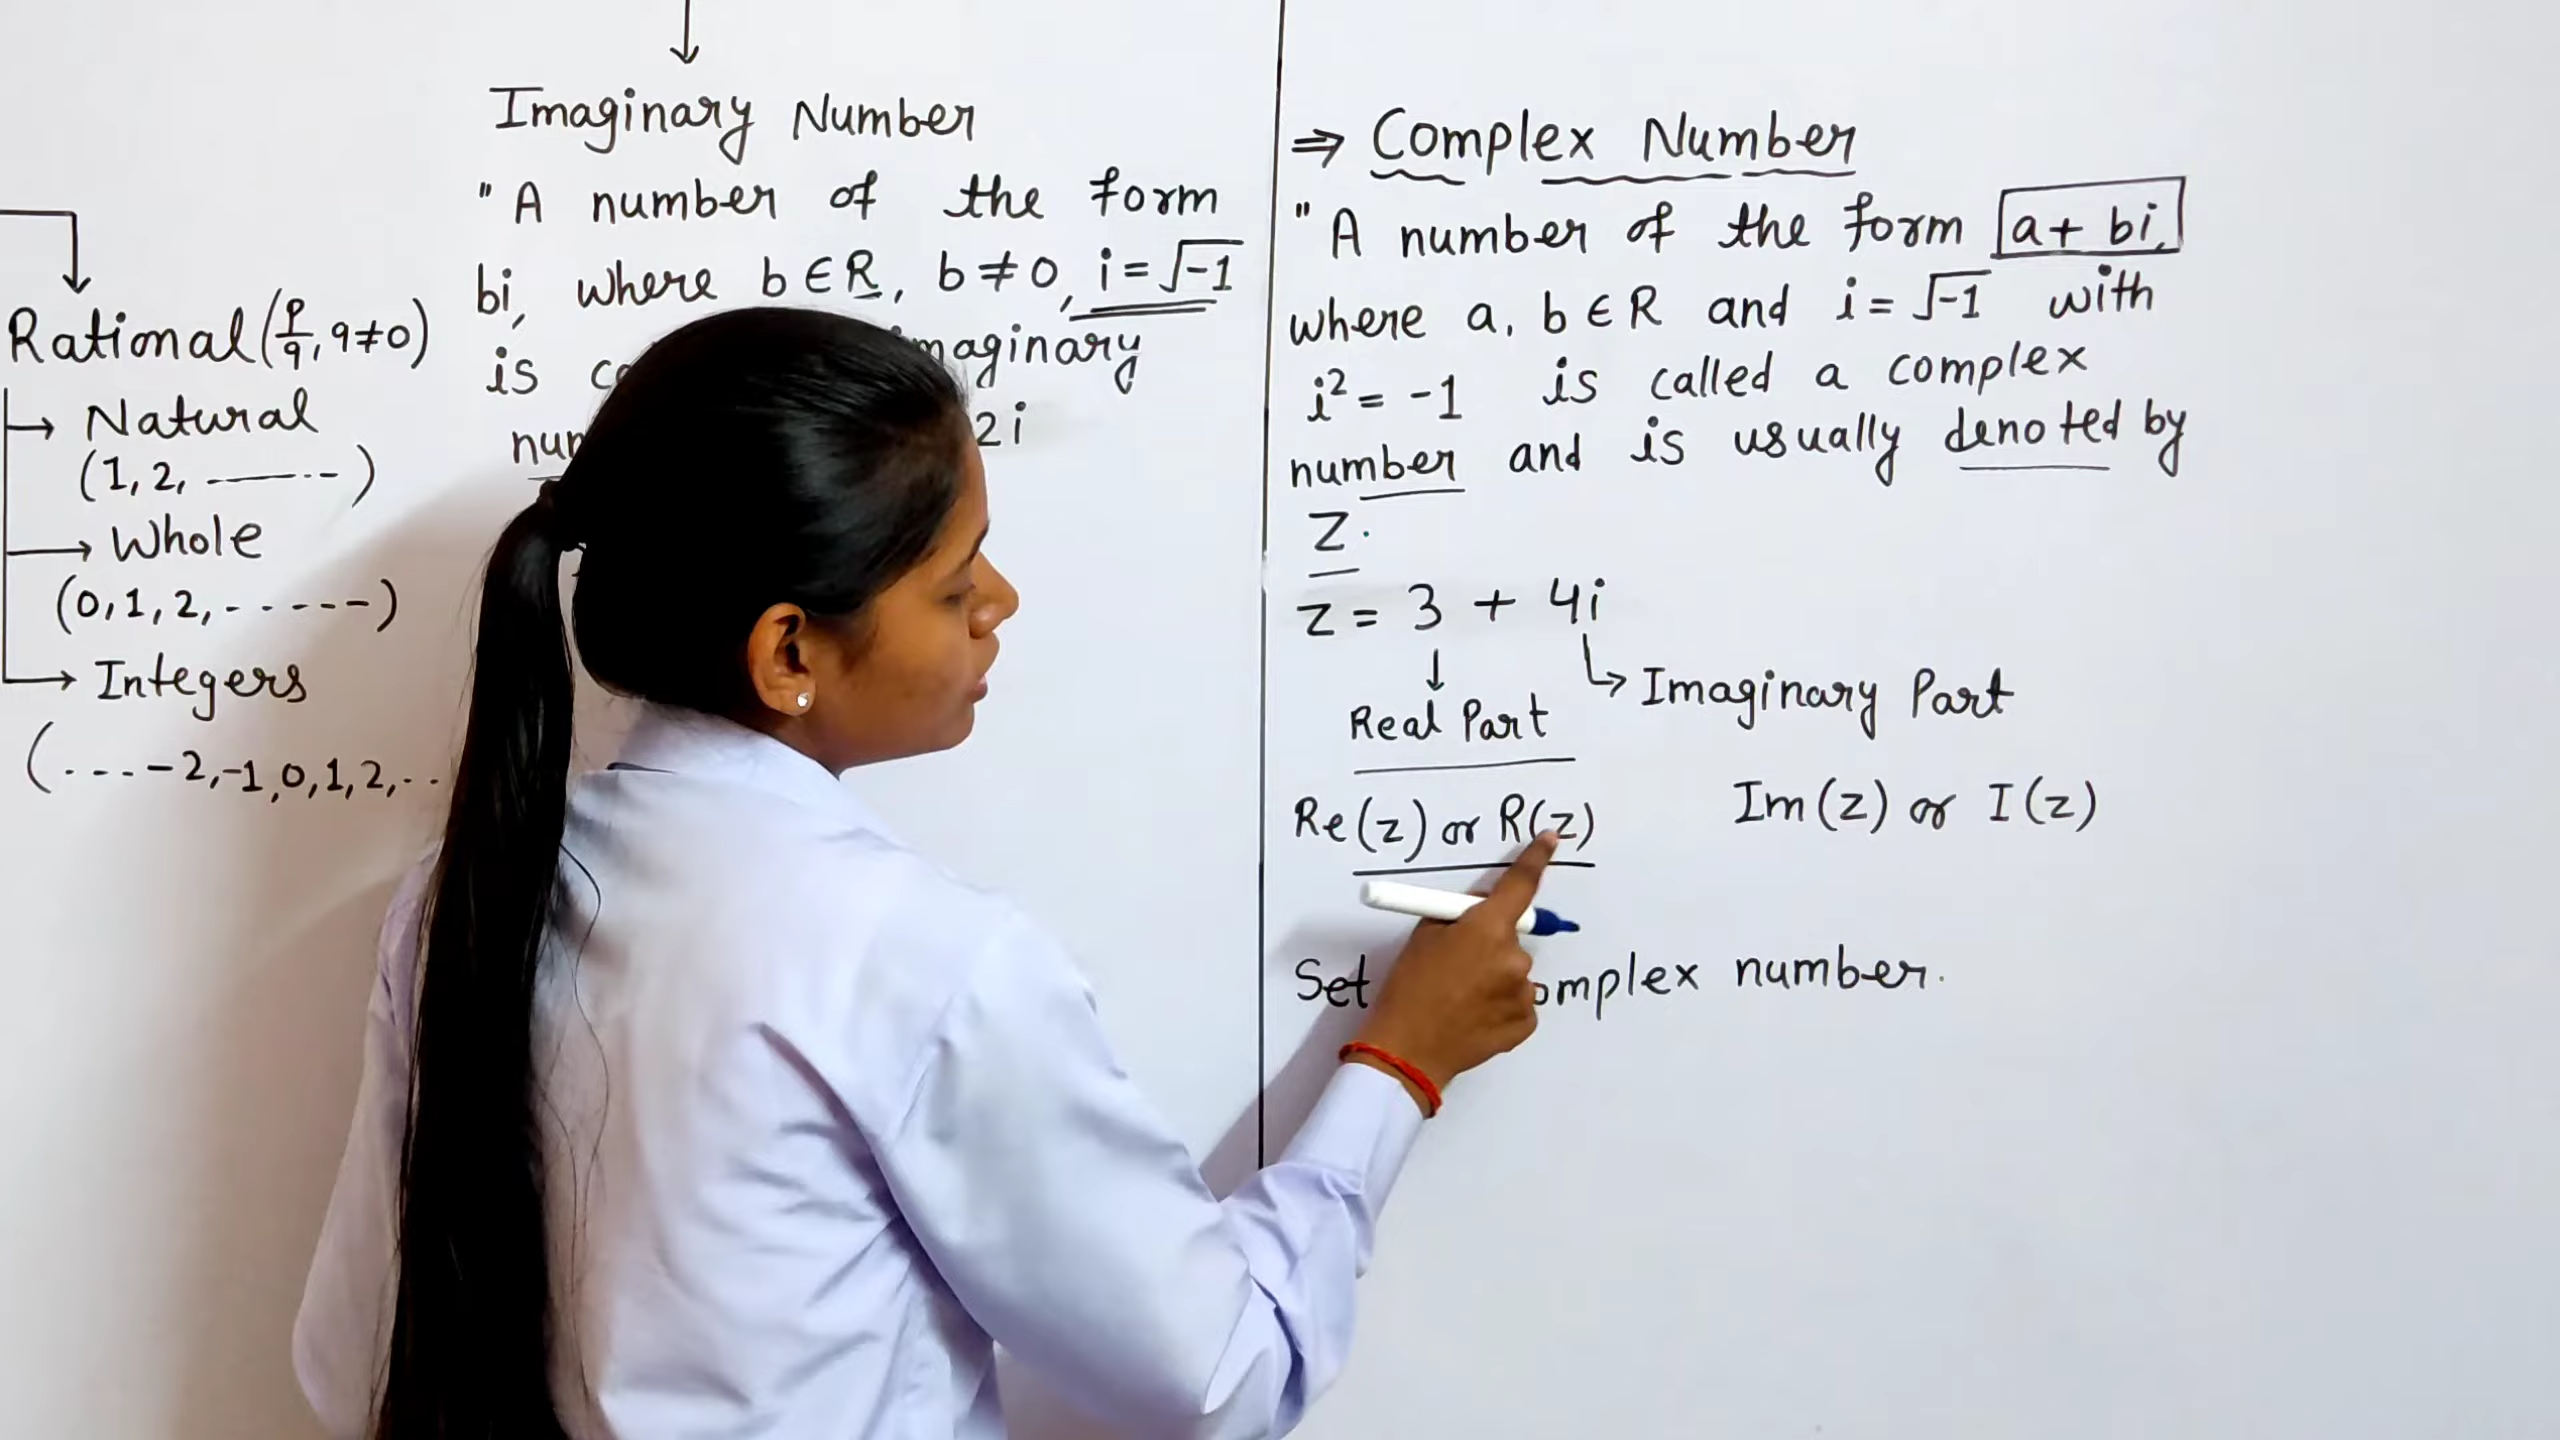 Rational (p/q, q≠0)
→ Natural
(1, 2, ------)
→ Whole
(0, 1, 2, ------)
→ Integers
(....-2,-1,0,1,2,..
Imaginary Number
"A number of the form
bi, where b∈R, b≠0, i=√-1
is
2i
⇒ Complex Number
"A number of the form a+bi,
where a, b∈R and i=√-1 with
i²= -1 is called a complex
number and is usually denoted by
Z.
z = 3 + 4i
↓ ↳ Imaginary Part
Real Part
Re(z) or R(z) Im(z) or I(z)
Set number.